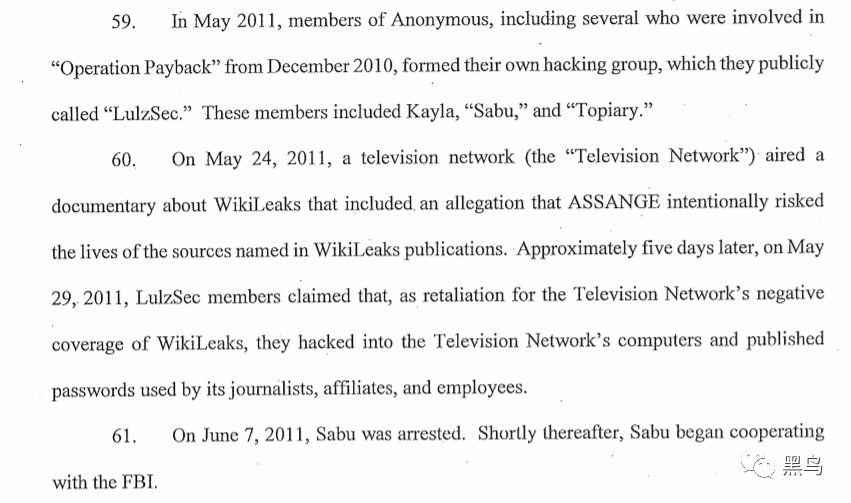 59. In May 2011, members of Anonymous, including several who were involved in
“Operation Payback” from December 2010, formed their own hacking group, which they publicly
called “LulzSec.” These members included Kayla, “Sabu,” and “Topiary.”
60. On May 24, 2011, a television network (the “Television Network”) aired a
documentary about WikiLeaks that included an allegation that ASSANGE intentionally risked
the lives of the sources named in WikiLeaks publications. Approximately five days later, on May
29, 2011, LulzSec members claimed that, as retaliation for the Television Network’s negative
coverage of WikiLeaks, they hacked into the Television Network’s computers and published
passwords used by its journalists, affiliates, and employees.
61. On June 7, 2011, Sabu was arrested. Shortly thereafter, Sabu began cooperating
with the FBI.
黑鸟